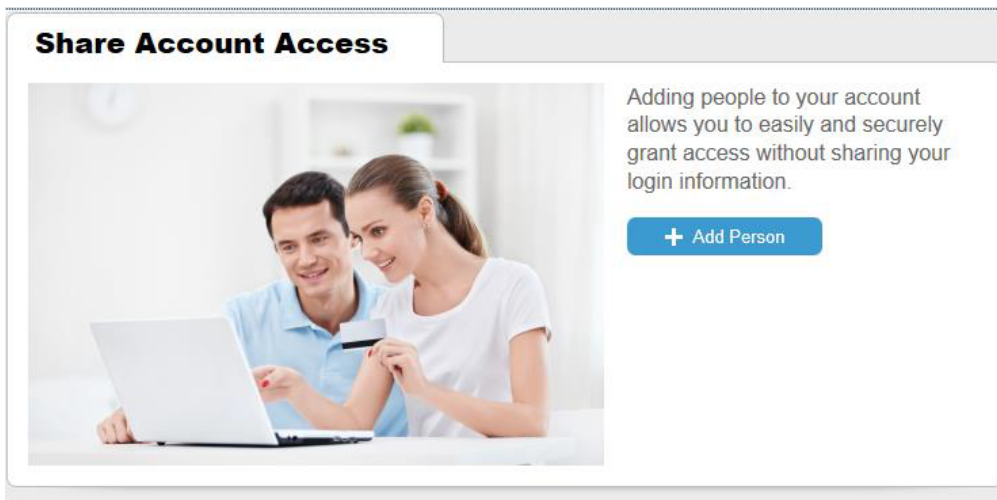 Share Account Access
Adding people to your account
allows you to easily and securely
grant access without sharing your
login information.
+ Add Person